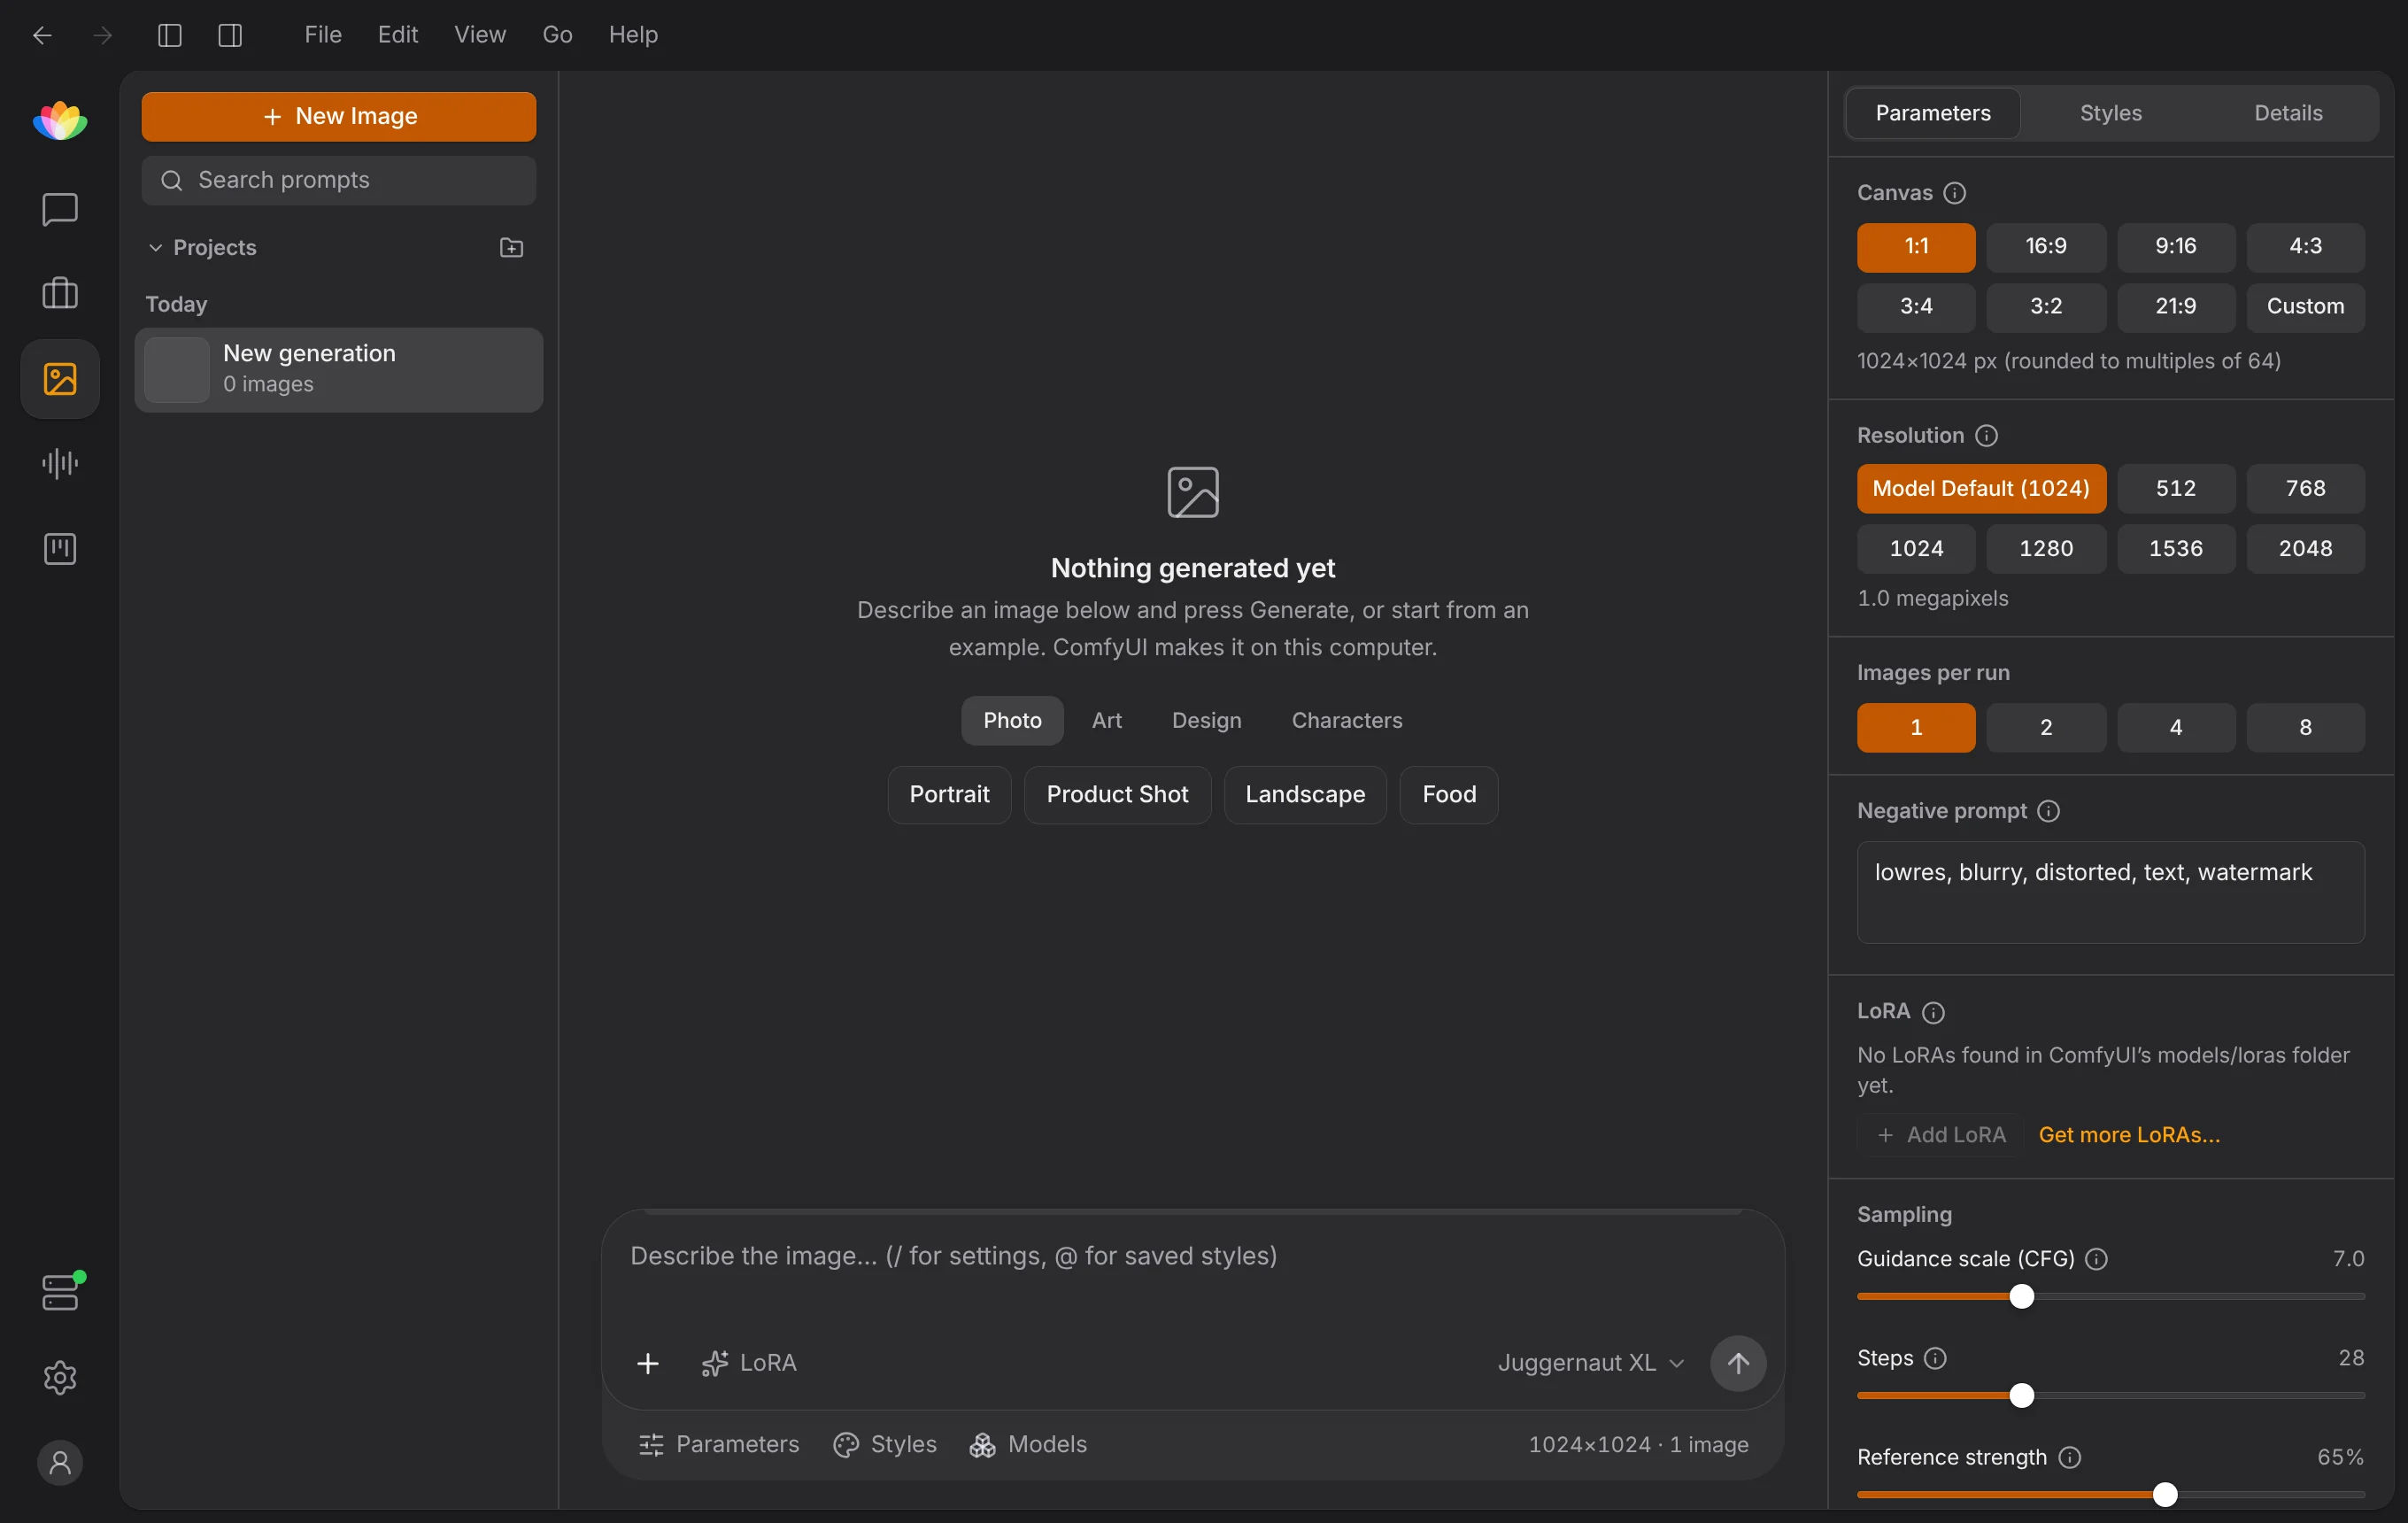 File Edit View Go Help
+ New Image
Search prompts
Projects
Today
New generation
0 images
Nothing generated yet
Describe an image below and press Generate, or start from an
example. ComfyUI makes it on this computer.
Photo Art Design Characters
Portrait Product Shot Landscape Food
Describe the image... (/ for settings, @ for saved styles)
LoRA Juggernaut XL
Parameters Styles Models 1024×1024 · 1 image
Parameters Styles Details
Canvas
1:1 16:9 9:16 4:3
3:4 3:2 21:9 Custom
1024×1024 px (rounded to multiples of 64)
Resolution
Model Default (1024) 512 768
1024 1280 1536 2048
1.0 megapixels
Images per run
1 2 4 8
Negative prompt
lowres, blurry, distorted, text, watermark
LoRA
No LoRAs found in ComfyUI’s models/loras folder
yet.
+ Add LoRA Get more LoRAs...
Sampling
Guidance scale (CFG) 7.0
Steps 28
Reference strength 65%